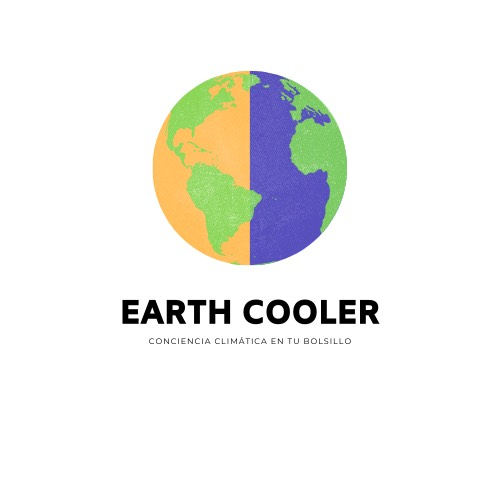 EARTH COOLER
CONCIENCIA CLIMÁTICA EN TU BOLSILLO